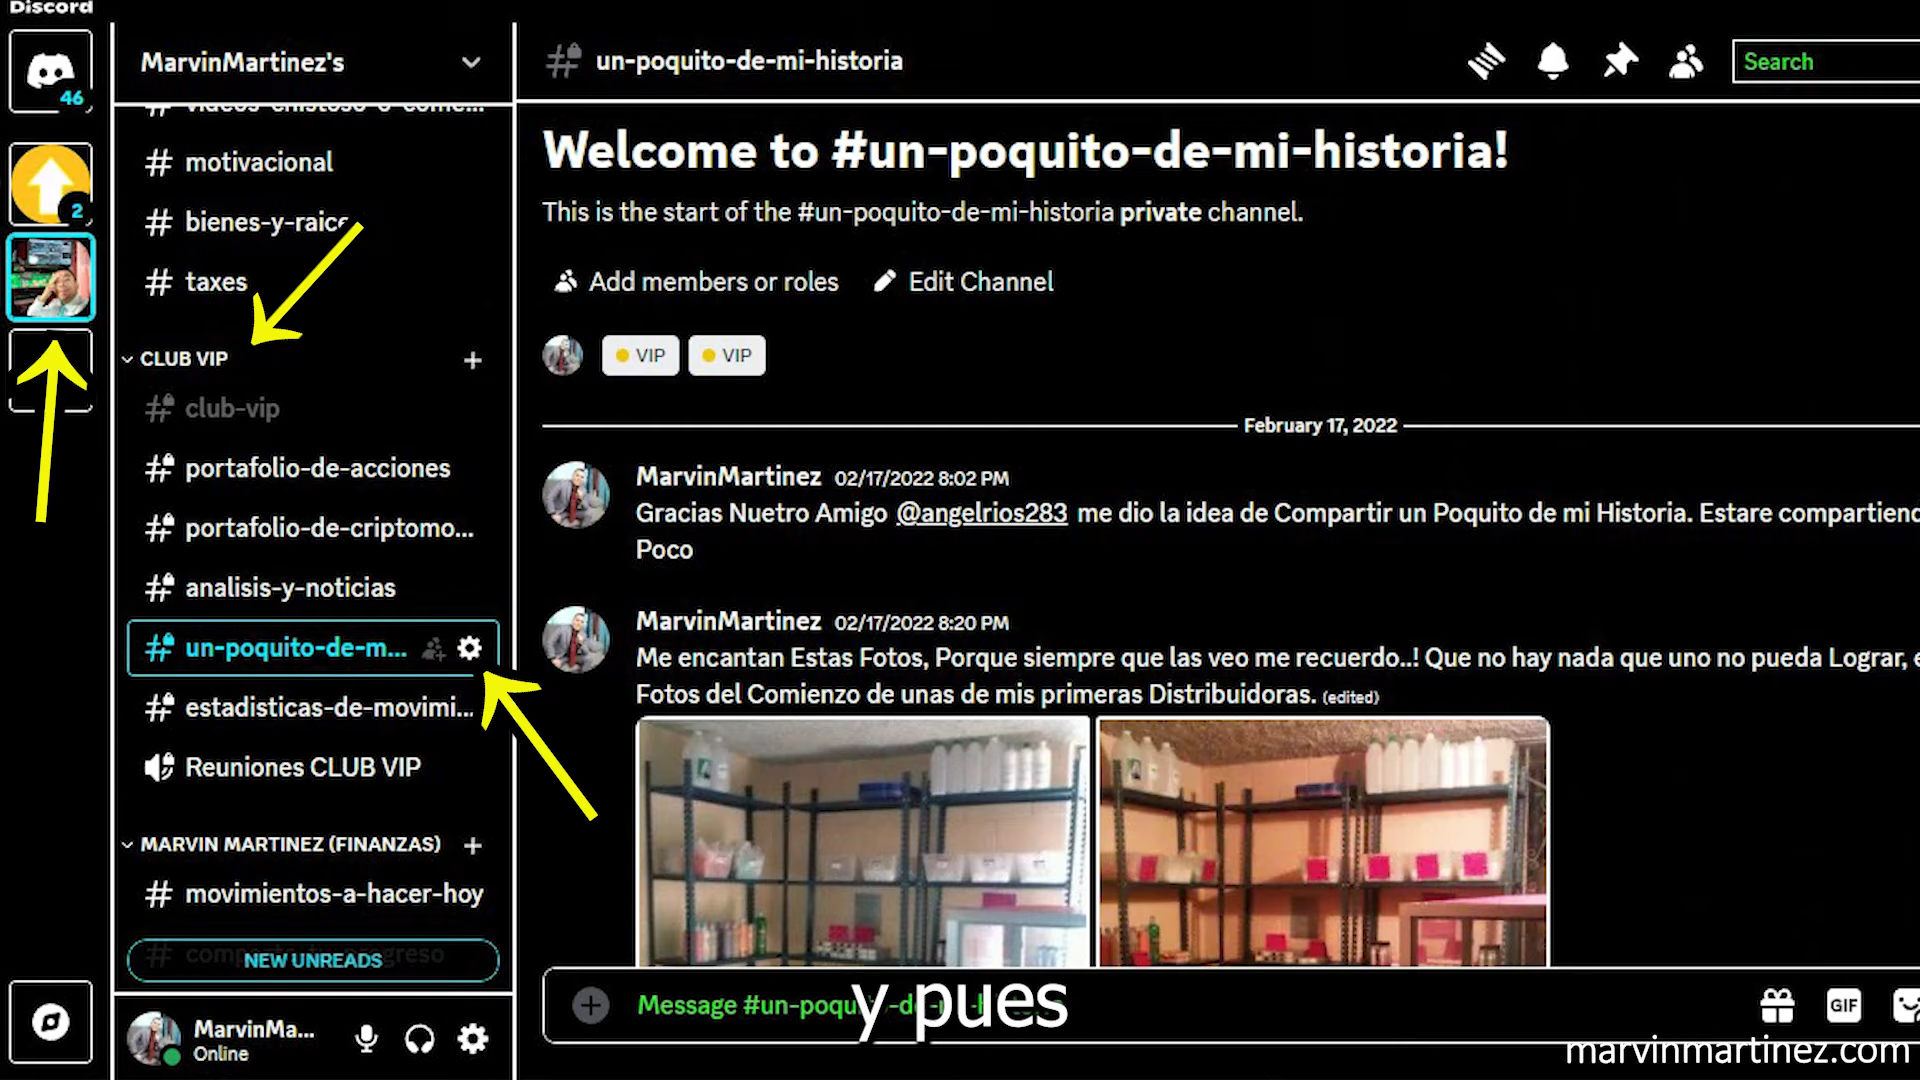 Discord
46
2
MarvinMartinez's
# videos-chistoso-o-come...
# motivacional
# bienes-y-raice
# taxes
CLUB VIP
club-vip
portafolio-de-acciones
portafolio-de-criptomo...
analisis-y-noticias
un-poquito-de-m...
estadisticas-de-movimi...
Reuniones CLUB VIP
MARVIN MARTINEZ (FINANZAS)
# movimientos-a-hacer-hoy
NEW UNREADS
MarvinMa...
Online
un-poquito-de-mi-historia
Search
Welcome to #un-poquito-de-mi-historia!
This is the start of the #un-poquito-de-mi-historia private channel.
Add members or roles Edit Channel
VIP VIP
February 17, 2022
MarvinMartinez 02/17/2022 8:02 PM
Gracias Nuetro Amigo @angelrios283 me dio la idea de Compartir un Poquito de mi Historia. Estare compartiend
Poco
MarvinMartinez 02/17/2022 8:20 PM
Me encantan Estas Fotos, Porque siempre que las veo me recuerdo..! Que no hay nada que uno no pueda Lograr, e
Fotos del Comienzo de unas de mis primeras Distribuidoras. (edited)
Message #un-poqu
y pues
GIF
marvinmartinez.com